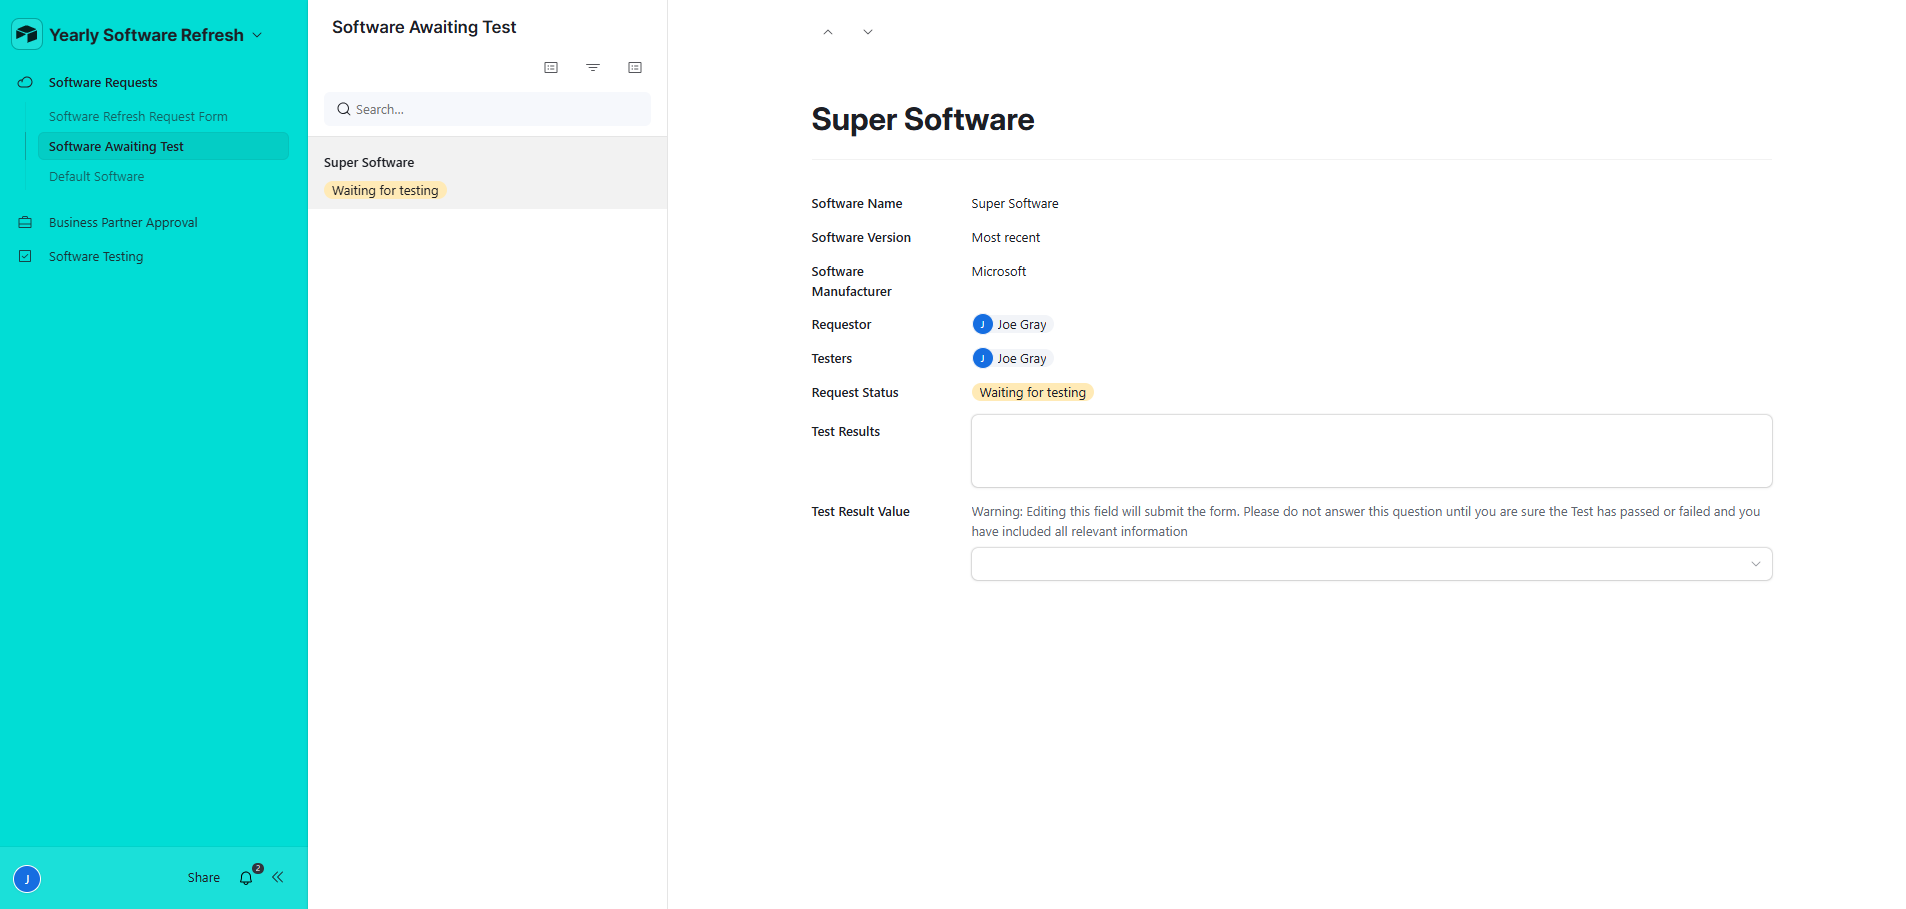 Yearly Software Refresh
Software Requests
Software Refresh Request Form
Software Awaiting Test
Default Software
Business Partner Approval
Software Testing
J
Share
2
Software Awaiting Test
Search...
Super Software
Waiting for testing
Super Software
Software Name
Super Software
Software Version
Most recent
Software
Manufacturer
Microsoft
Requestor
J Joe Gray
Testers
J Joe Gray
Request Status
Waiting for testing
Test Results
Test Result Value
Warning: Editing this field will submit the form. Please do not answer this question until you are sure the Test has passed or failed and you
have included all relevant information